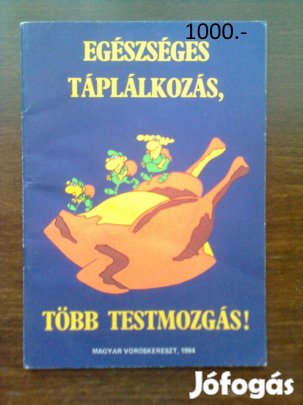 1000.-
EGÉSZSÉGES
TÁPLÁLKOZÁS,
TÖBB TESTMOZGÁS!
MAGYAR VÖRÖSKERESZT, 1984
Jófogás